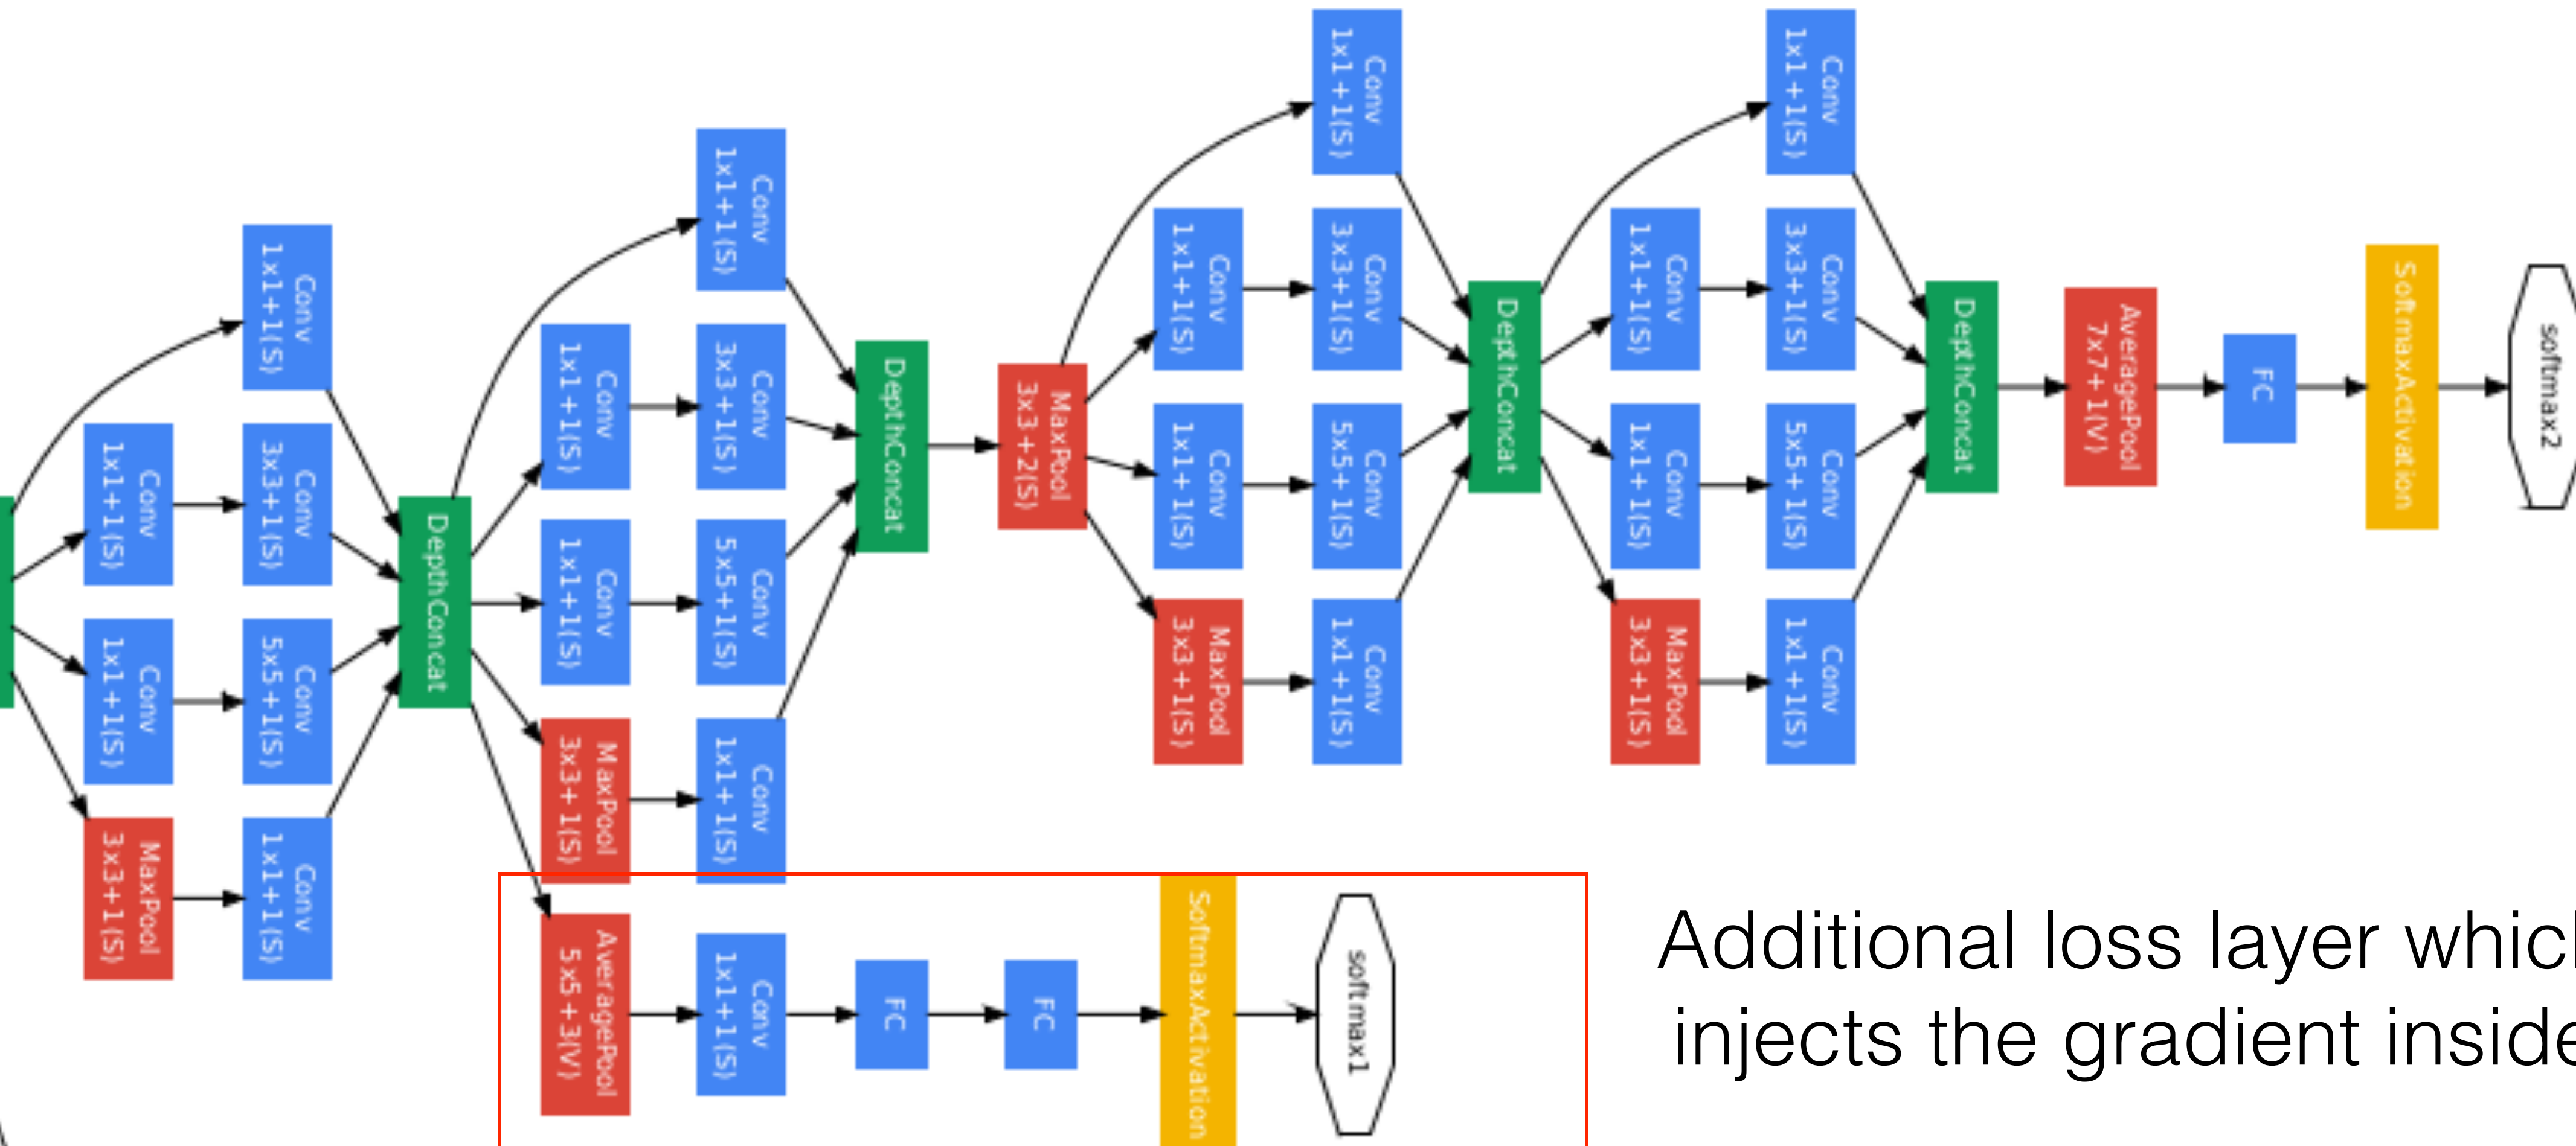 Conv
1x1+1(S)
Conv
1x1+1(S)
Conv
3x3+1(S)
Conv
1x1+1(S)
Conv
5x5+1(S)
MaxPool
3x3+1(S)
Conv
1x1+1(S)
DepthConcat
Conv
1x1+1(S)
Conv
1x1+1(S)
Conv
3x3+1(S)
Conv
1x1+1(S)
Conv
5x5+1(S)
MaxPool
3x3+1(S)
Conv
1x1+1(S)
DepthConcat
MaxPool
3x3+2(S)
Conv
1x1+1(S)
Conv
1x1+1(S)
Conv
3x3+1(S)
Conv
1x1+1(S)
Conv
5x5+1(S)
MaxPool
3x3+1(S)
Conv
1x1+1(S)
DepthConcat
Conv
1x1+1(S)
Conv
1x1+1(S)
Conv
3x3+1(S)
Conv
1x1+1(S)
Conv
5x5+1(S)
MaxPool
3x3+1(S)
Conv
1x1+1(S)
DepthConcat
AveragePool
7x7+1(V)
FC
SoftmaxActivation
softmax2
AveragePool
5x5+3(V)
Conv
1x1+1(S)
FC
FC
SoftmaxActivation
softmax1
Additional loss layer which
injects the gradient inside